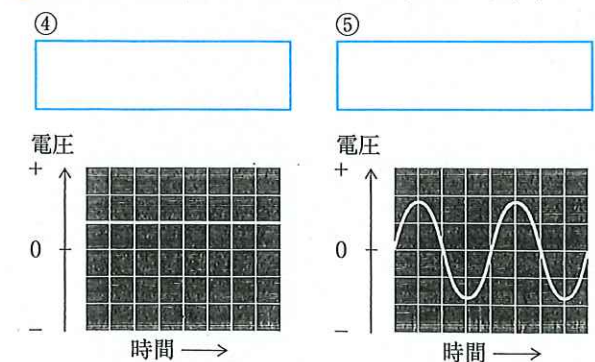 ④ ⑤
電圧 電圧
+ +
0 0
− −
時間 → 時間 →